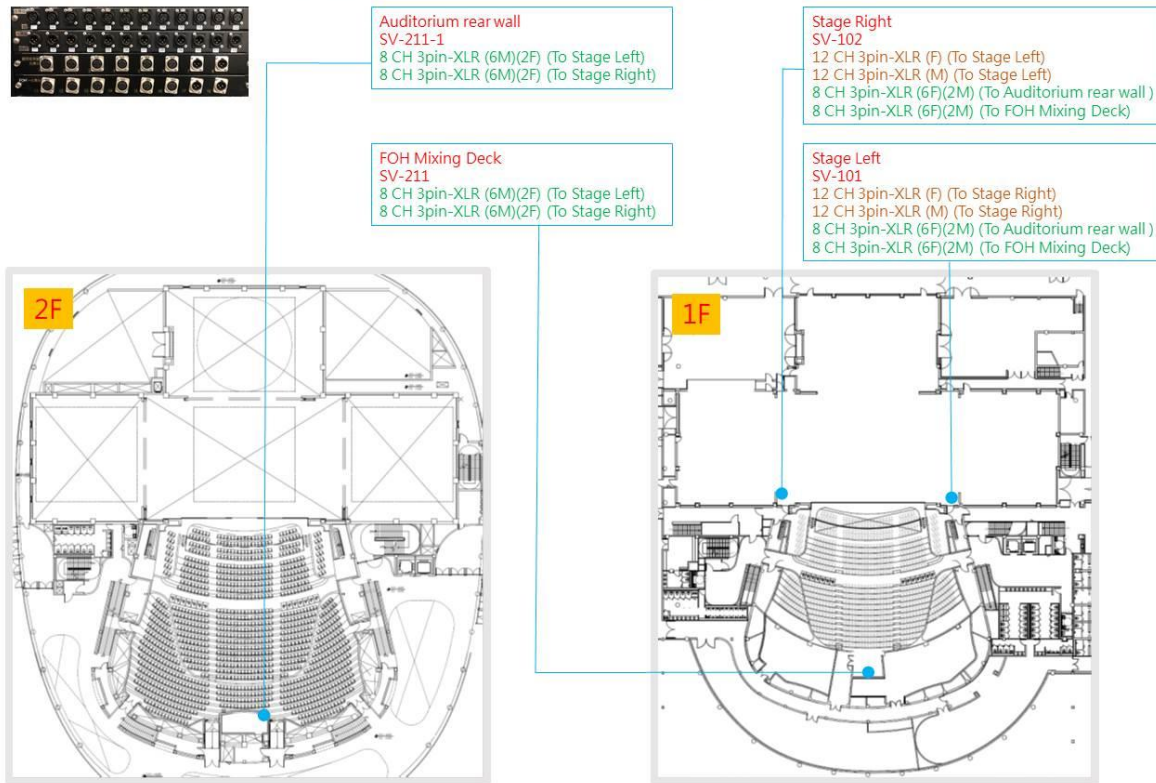 Auditorium rear wall
SV-211-1
8 CH 3pin-XLR (6M)(2F) (To Stage Left)
8 CH 3pin-XLR (6M)(2F) (To Stage Right)
Stage Right
SV-102
12 CH 3pin-XLR (F) (To Stage Left)
12 CH 3pin-XLR (M) (To Stage Left)
8 CH 3pin-XLR (6F)(2M) (To Auditorium rear wall )
8 CH 3pin-XLR (6F)(2M) (To FOH Mixing Deck)
FOH Mixing Deck
SV-211
8 CH 3pin-XLR (6M)(2F) (To Stage Left)
8 CH 3pin-XLR (6M)(2F) (To Stage Right)
Stage Left
SV-101
12 CH 3pin-XLR (F) (To Stage Right)
12 CH 3pin-XLR (M) (To Stage Right)
8 CH 3pin-XLR (6F)(2M) (To Auditorium rear wall )
8 CH 3pin-XLR (6F)(2M) (To FOH Mixing Deck)
2F
1F